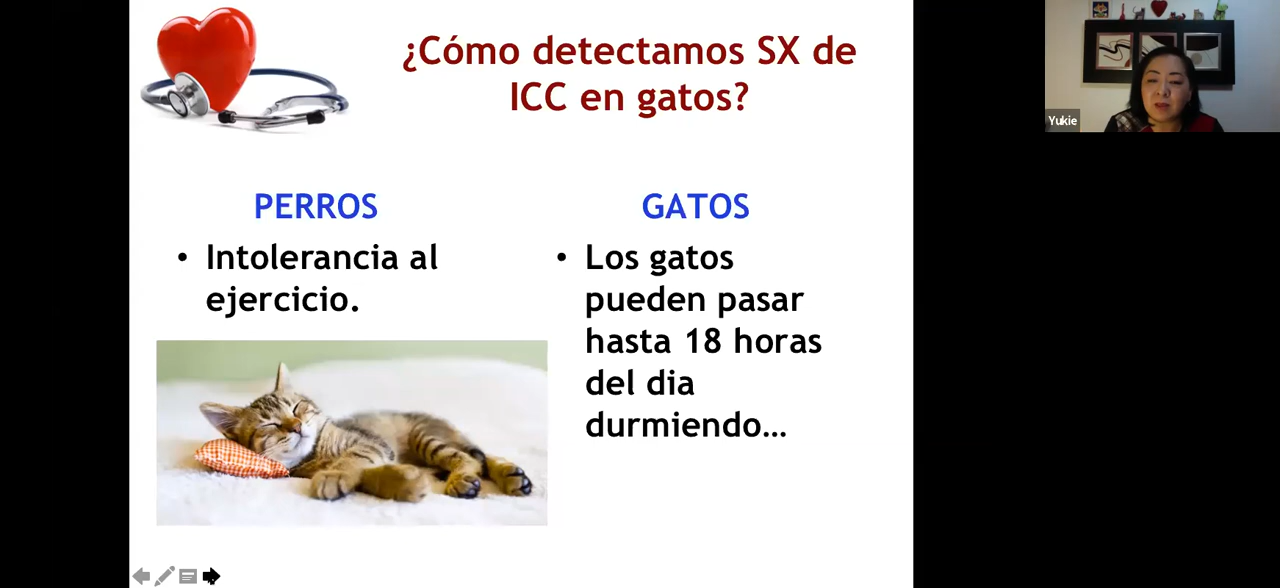 ¿Cómo detectamos SX de
ICC en gatos?
PERROS
• Intolerancia al
ejercicio.
GATOS
• Los gatos
pueden pasar
hasta 18 horas
del dia
durmiendo…
Yukie